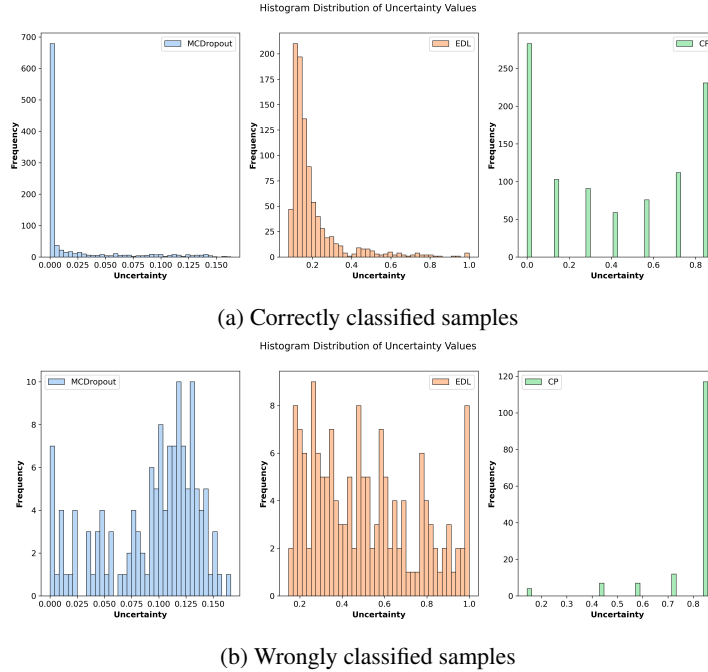 Histogram Distribution of Uncertainty Values
MCDropout
EDL
CP
700
600
500
400
300
200
100
0
200
175
150
125
100
75
50
25
0
250
200
150
100
50
0
Frequency
Frequency
Frequency
0.000 0.025 0.050 0.075 0.100 0.125 0.150
0.2 0.4 0.6 0.8 1.0
0.0 0.2 0.4 0.6 0.8
Uncertainty
Uncertainty
Uncertainty
(a) Correctly classified samples
Histogram Distribution of Uncertainty Values
MCDropout
EDL
CP
10
8
6
4
2
0
8
6
4
2
0
120
100
80
60
40
20
0
Frequency
Frequency
Frequency
0.000 0.025 0.050 0.075 0.100 0.125 0.150
0.2 0.4 0.6 0.8 1.0
0.2 0.3 0.4 0.5 0.6 0.7 0.8
Uncertainty
Uncertainty
Uncertainty
(b) Wrongly classified samples